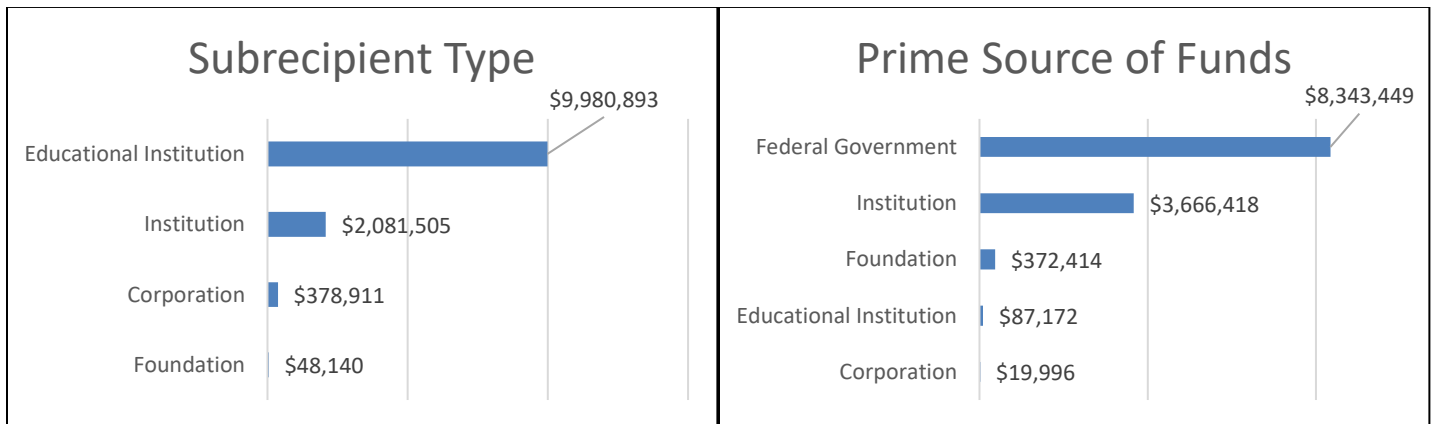 Subrecipient Type
$9,980,893
Educational Institution
Institution
$2,081,505
Corporation
$378,911
Foundation
$48,140
Prime Source of Funds
$8,343,449
Federal Government
Institution
$3,666,418
Foundation
$372,414
Educational Institution
$87,172
Corporation
$19,996